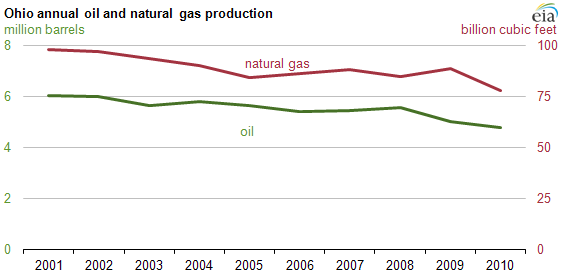 Ohio annual oil and natural gas production
million barrels
billion cubic feet
eia
8
100
natural gas
6
75
oil
4
50
2
25
0
0
2001 2002 2003 2004 2005 2006 2007 2008 2009 2010